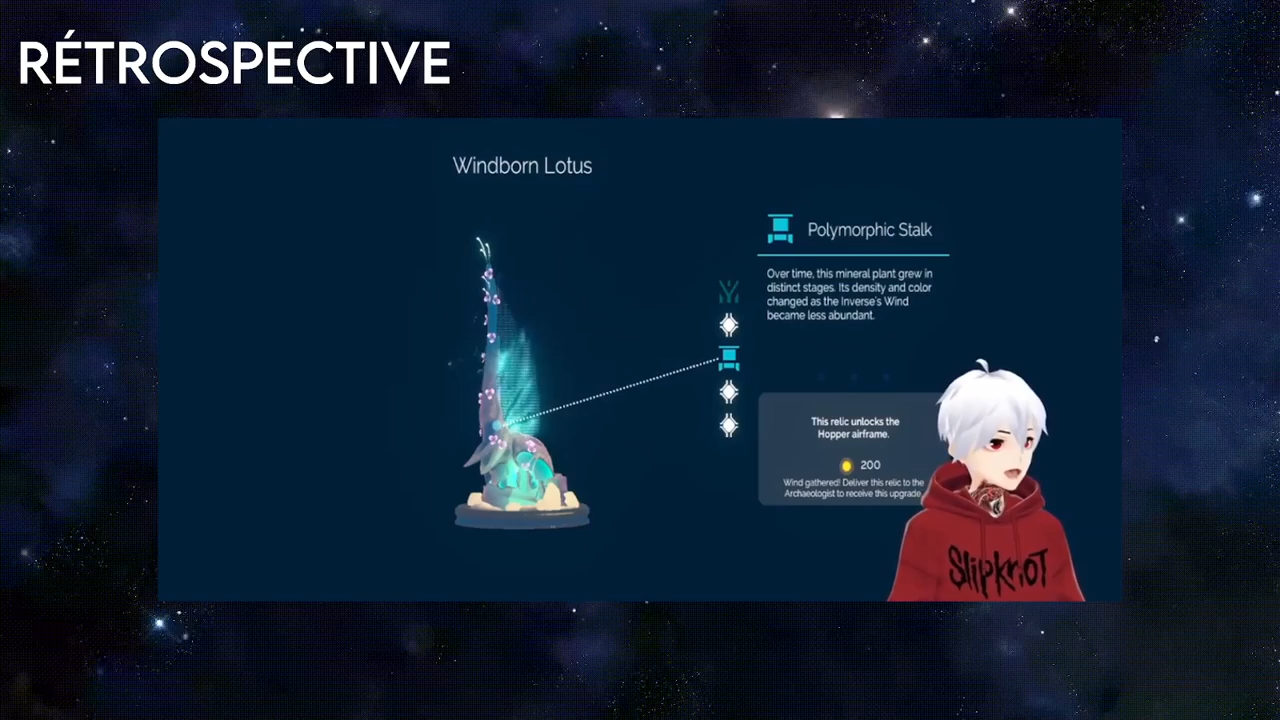 RÉTROSPECTIVE
Windborn Lotus
Polymorphic Stalk
Over time, this mineral plant grew in
distinct stages. Its density and color
changed as the Inverse's Wind
became less abundant.
This relic unlocks the
Hopper airframe.
200
Wind gathered! Deliver this relic to the
Archaeologist to receive this upgrade
SlipknoT